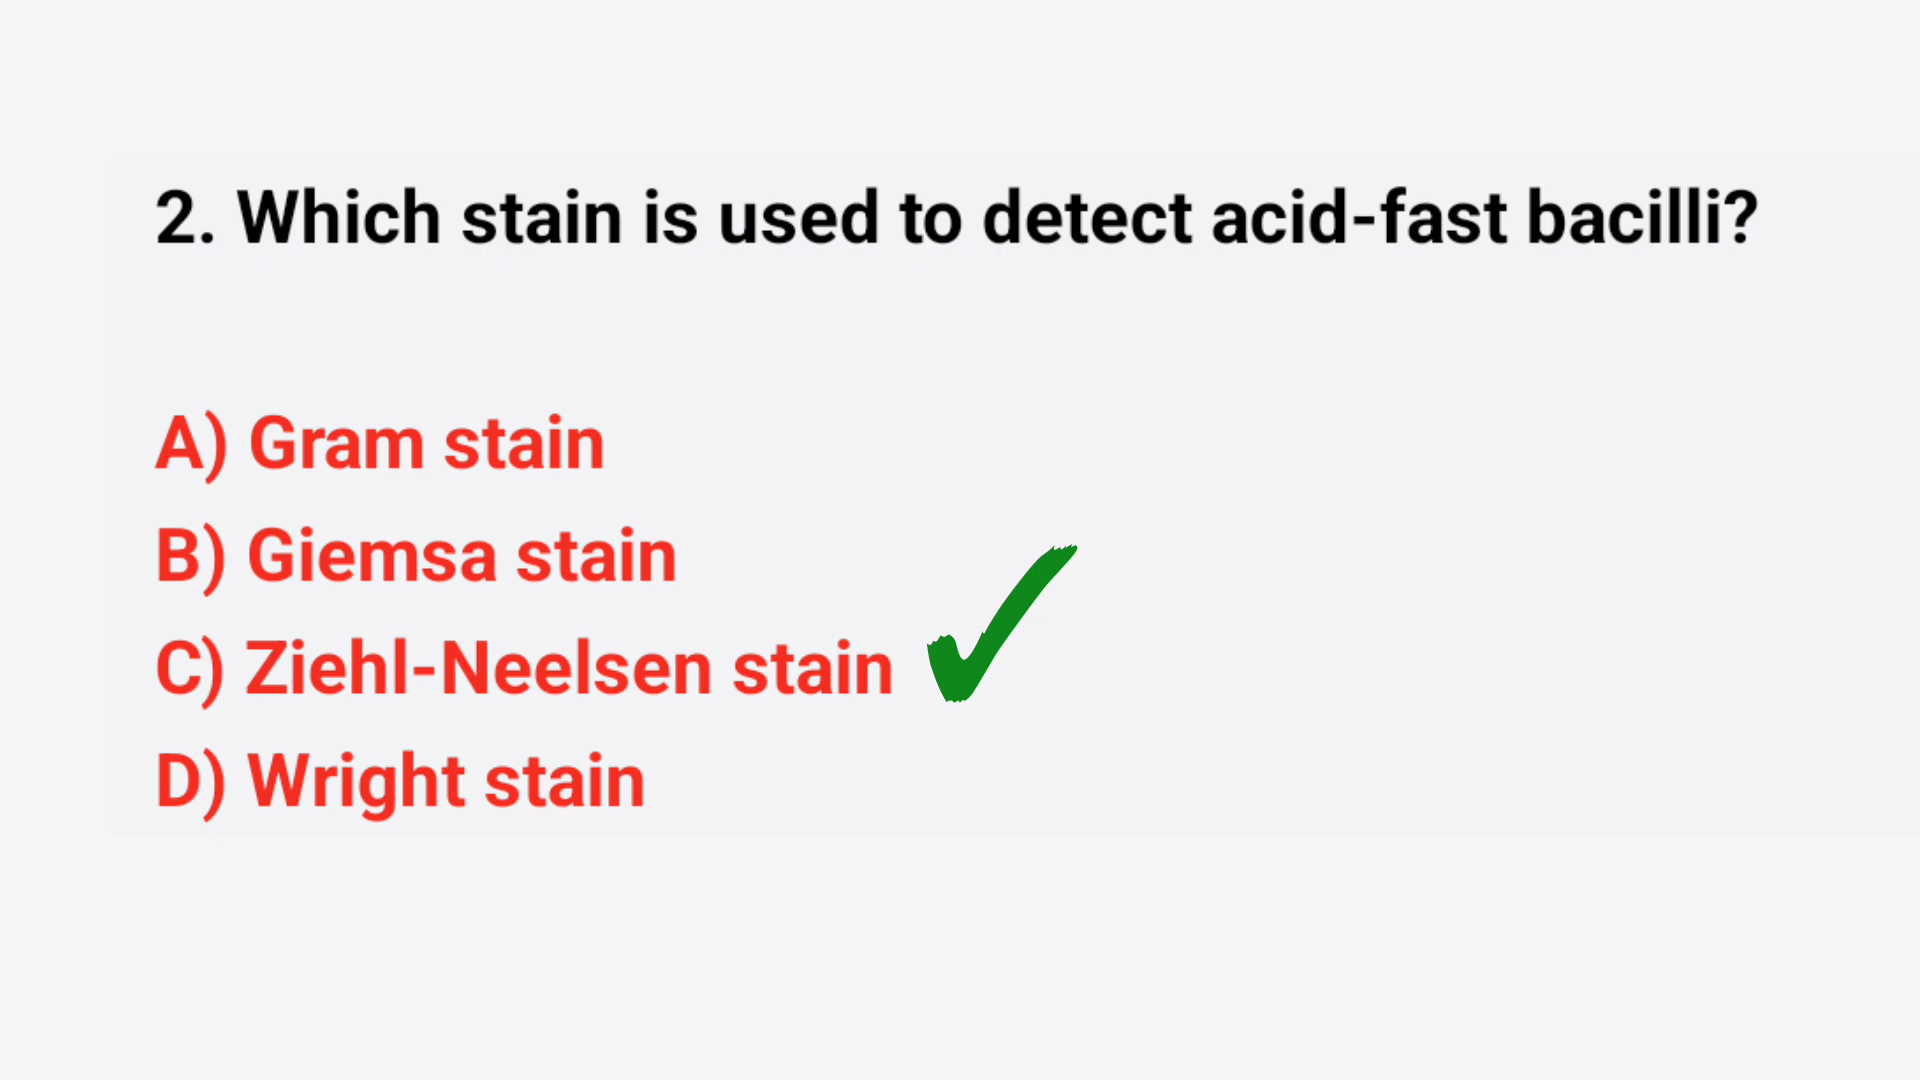 2. Which stain is used to detect acid-fast bacilli?
A) Gram stain
B) Giemsa stain
C) Ziehl-Neelsen stain
D) Wright stain